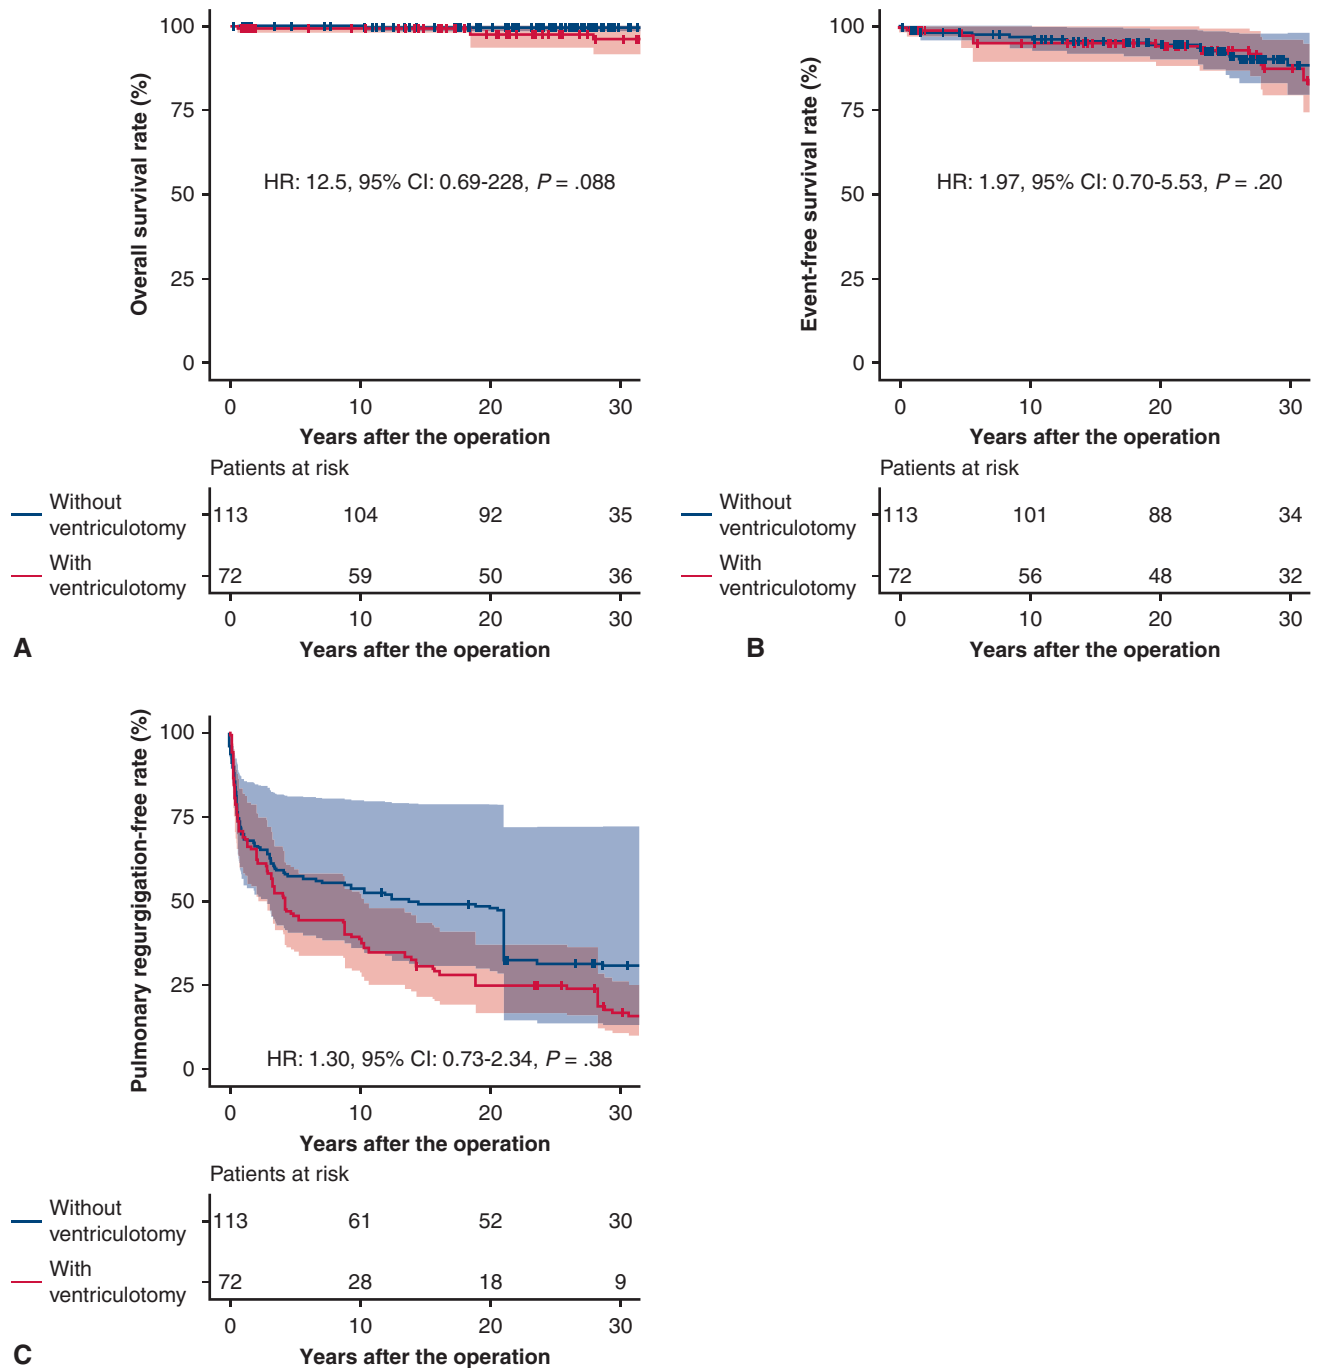 100
75
50
25
0
Overall survival rate (%)
HR: 12.5, 95% CI: 0.69-228, P = .088
0 10 20 30
Years after the operation
Patients at risk
Without
ventriculotomy
113 104 92 35
With
ventriculotomy
72 59 50 36
0 10 20 30
Years after the operation
A
100
75
50
25
0
Event-free survival rate (%)
HR: 1.97, 95% CI: 0.70-5.53, P = .20
0 10 20 30
Years after the operation
Patients at risk
Without
ventriculotomy
113 101 88 34
With
ventriculotomy
72 56 48 32
0 10 20 30
Years after the operation
B
100
75
50
25
0
Pulmonary regurgigation-free rate (%)
HR: 1.30, 95% CI: 0.73-2.34, P = .38
0 10 20 30
Years after the operation
Patients at risk
Without
ventriculotomy
113 61 52 30
With
ventriculotomy
72 28 18 9
0 10 20 30
Years after the operation
C